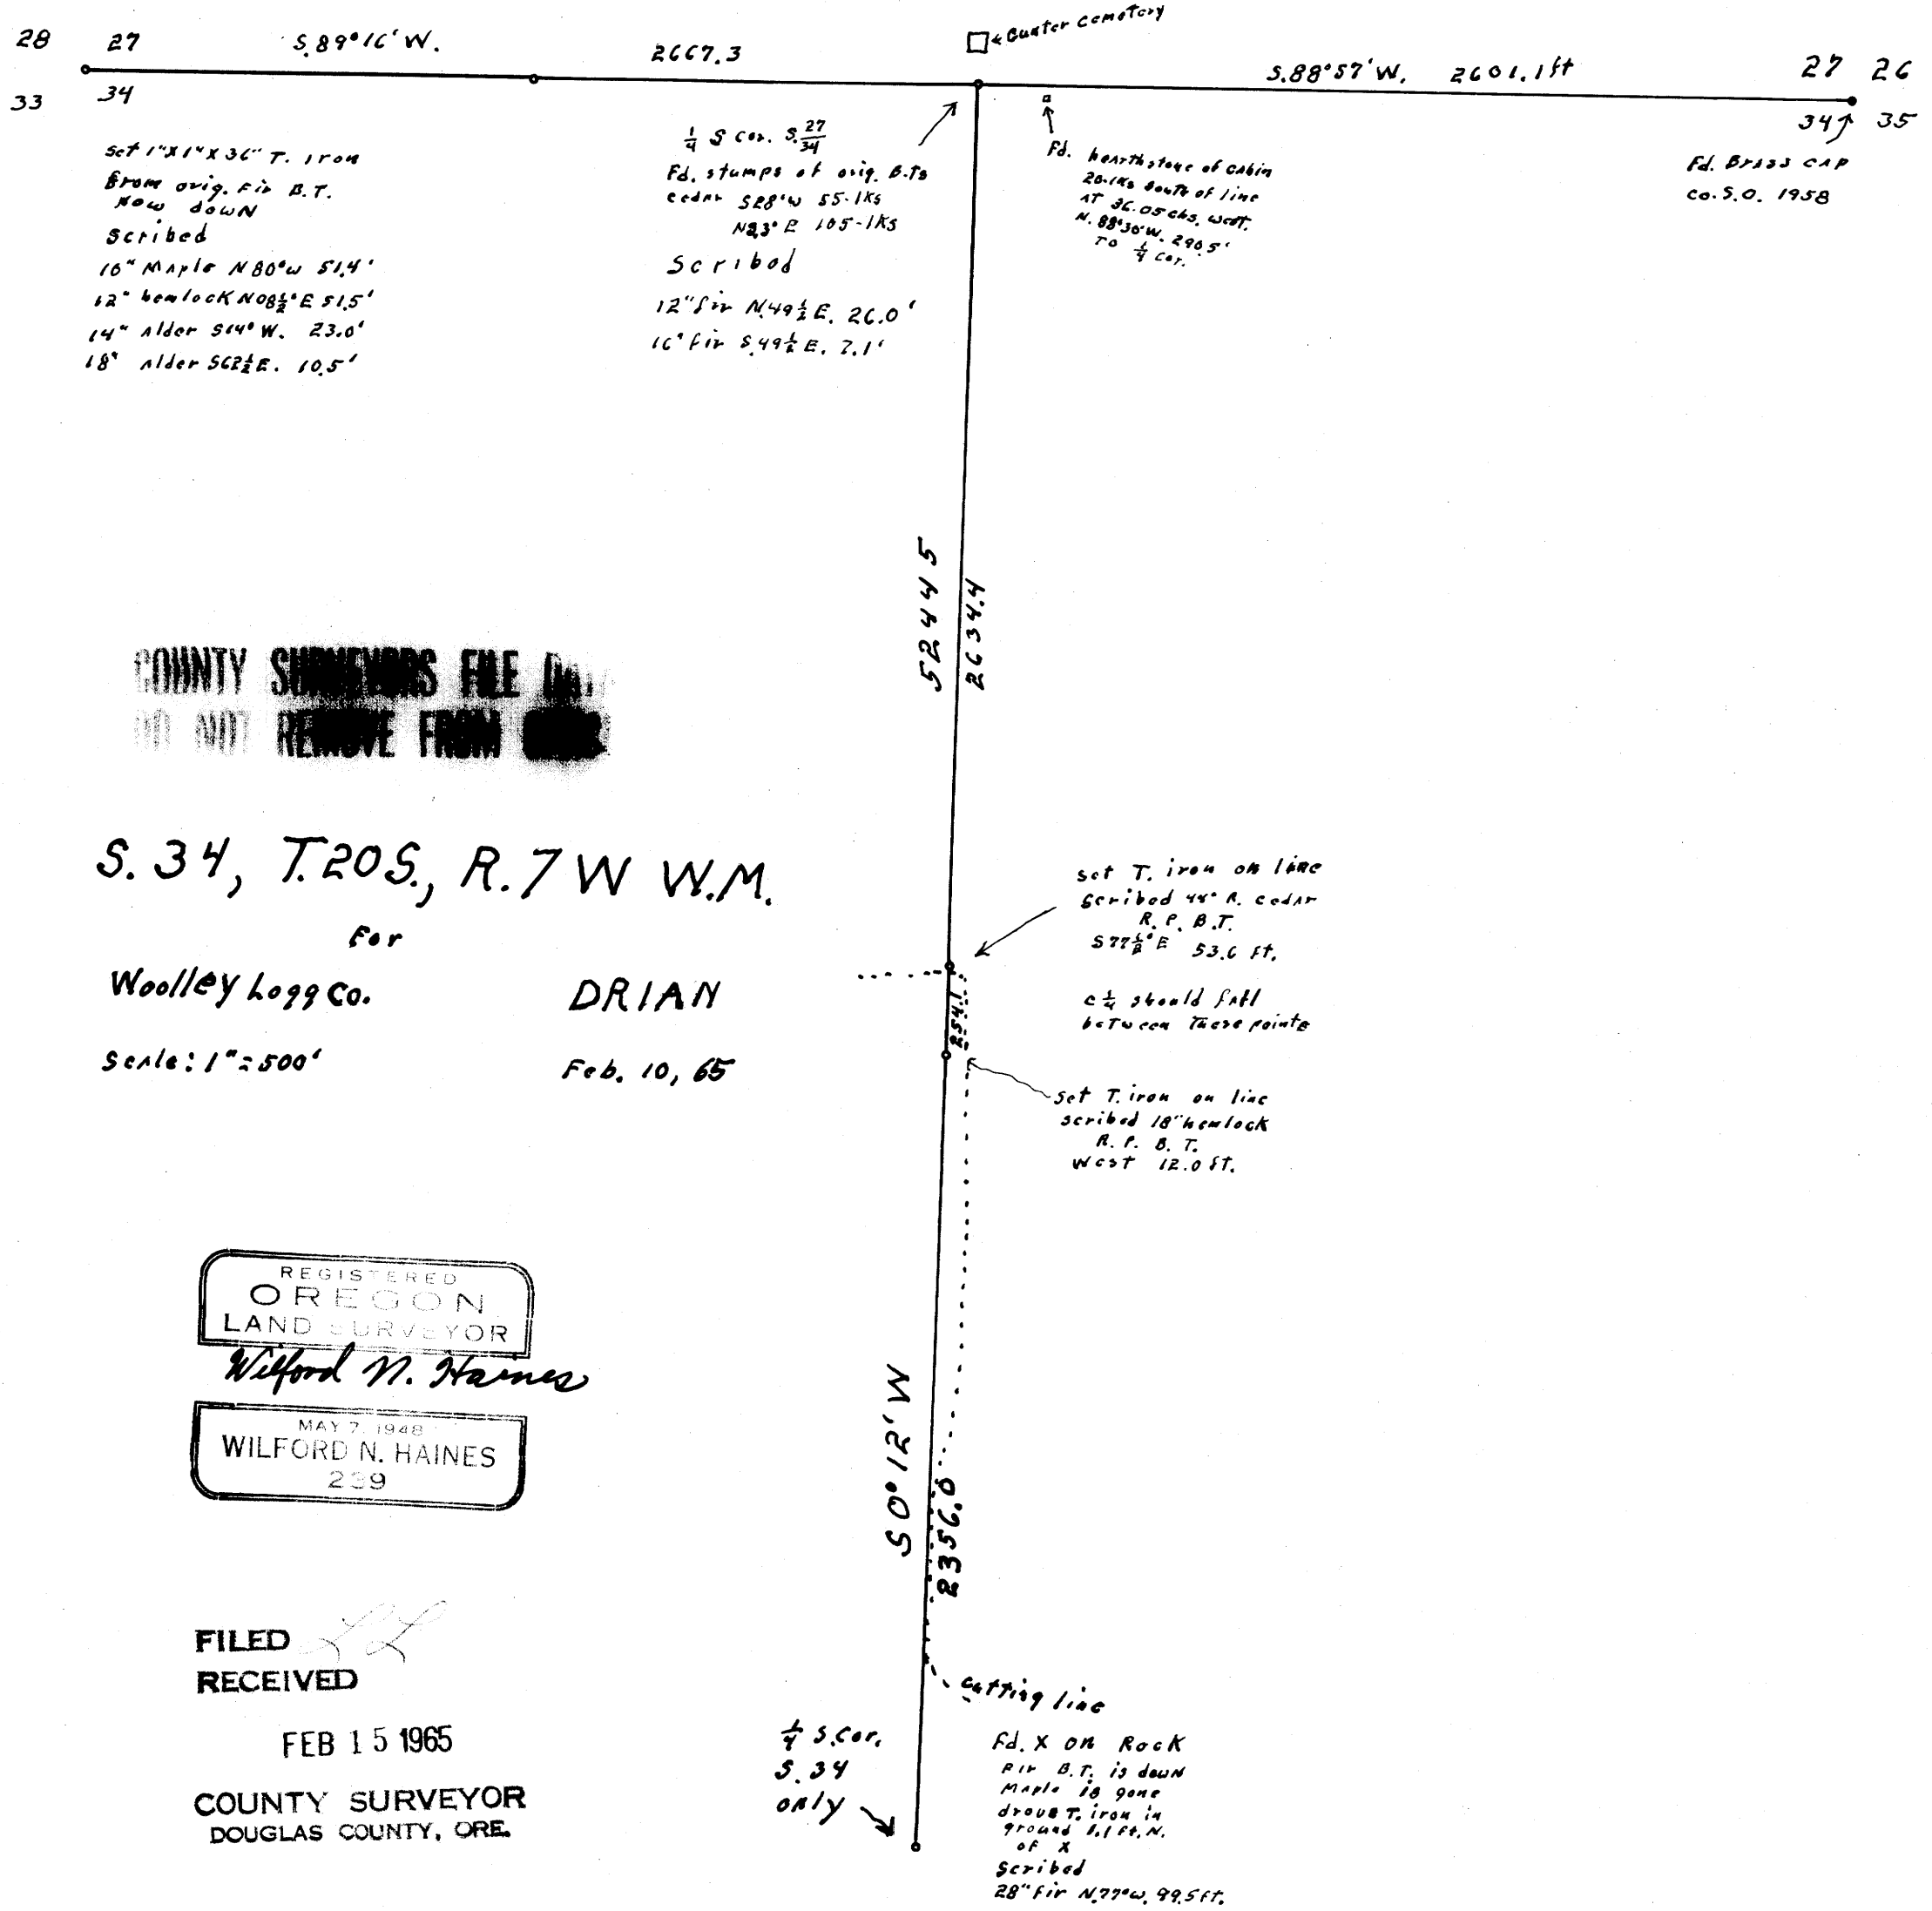 Gunter Cemetery
28 27 S.89°16'W. 2667.3 S.88°57'W. 2601.1ft 27 26
33 34 34 35
Set 1"X1"X36" T. Iron
From orig. Fir B.T.
Now down
Scribed
10" Maple N80°W 51.4'
12" hemlock N08½°E 51.5'
14" Alder S14°W. 23.0'
18" Alder S62½E. 10.5'
¼ S Cor. S.27/34
Fd. stumps of orig. B.Ts
cedar S28°W 55-lKs
N23°E 105-lKs
Scribed
12" fir N.49½E. 26.0'
16" fir S.49½E. 7.1'
Fd. hearthstone of cabin
20-lKs South of line
AT 36.05 chs. west.
N.88°30'W. 290.5'
To ¼ Cor.
Fd. Brass CAP
Co. S.O. 1958
5244.5
2634.4
COUNTY SURVEYORS FILE
DO NOT REMOVE FROM
S. 34, T.20S., R.7W W.M.
For
Woolley Logg Co. DRIAN
Scale: 1"=500' Feb. 10, 65
set T. iron on line
Scribed 44" R. cedar
R.P.B.T.
S77½°E 53.6 ft.
C¼ should fall
between These points
254.1
Set T. iron on line
scribed 18" hemlock
R.P.B.T.
West 12.0 ft.
REGISTERED
OREGON
LAND SURVEYOR
Wilford N. Haines
MAY 7, 1948
WILFORD N. HAINES
239
S0°12'W
2356.0
FILED
RECEIVED
FEB 15 1965
COUNTY SURVEYOR
DOUGLAS COUNTY, ORE.
cutting line
¼ S.Cor.
S.34
only
Fd. X on Rock
Fir B.T. is down
Maple is gone
drove T. iron in
ground 1.1 ft. N.
of X
Scribed
28" Fir N.77°W. 99.5ft.